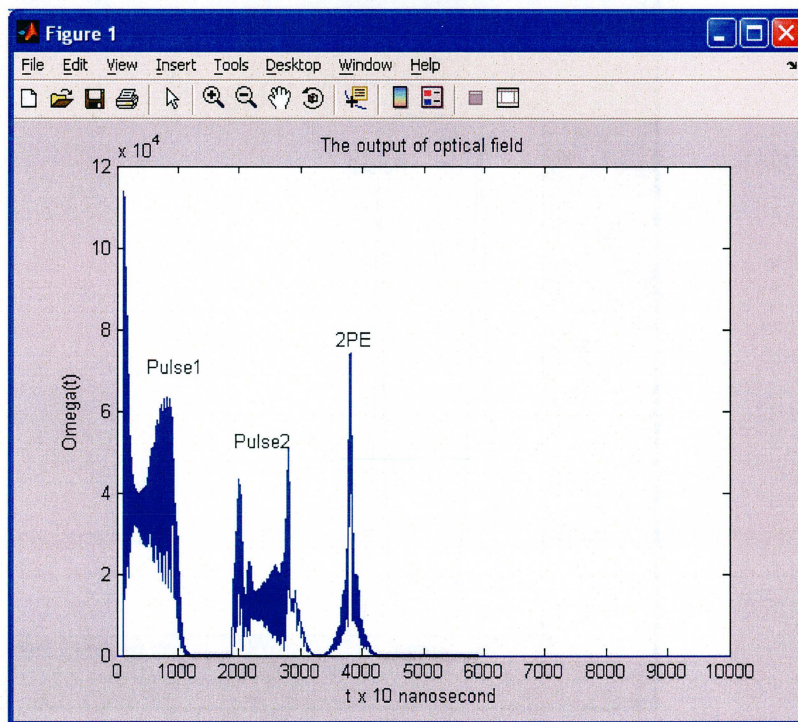 Figure 1
File Edit View Insert Tools Desktop Window Help
The output of optical field
x 10^4
12
10
8
6
4
2
0
Omega(t)
Pulse1
Pulse2
2PE
0 1000 2000 3000 4000 5000 6000 7000 8000 9000 10000
t x 10 nanosecond